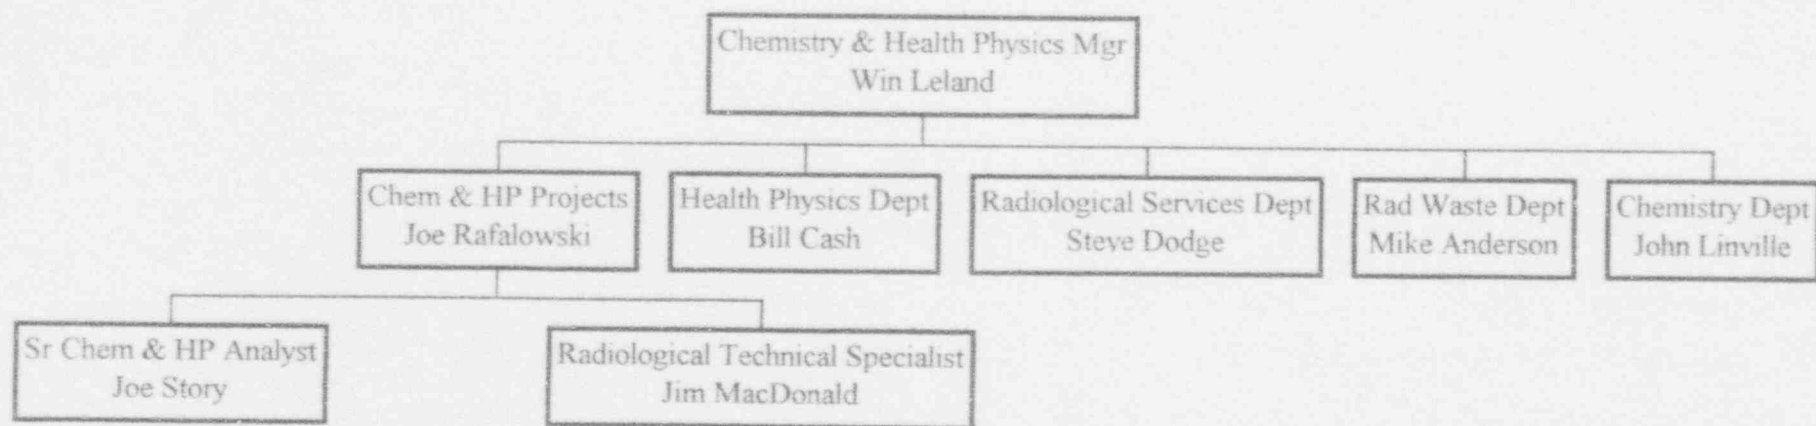 Chemistry & Health Physics Mgr
Win Leland
Chem & HP Projects
Joe Rafalowski
Health Physics Dept
Bill Cash
Radiological Services Dept
Steve Dodge
Rad Waste Dept
Mike Anderson
Chemistry Dept
John Linville
Sr Chem & HP Analyst
Joe Story
Radiological Technical Specialist
Jim MacDonald